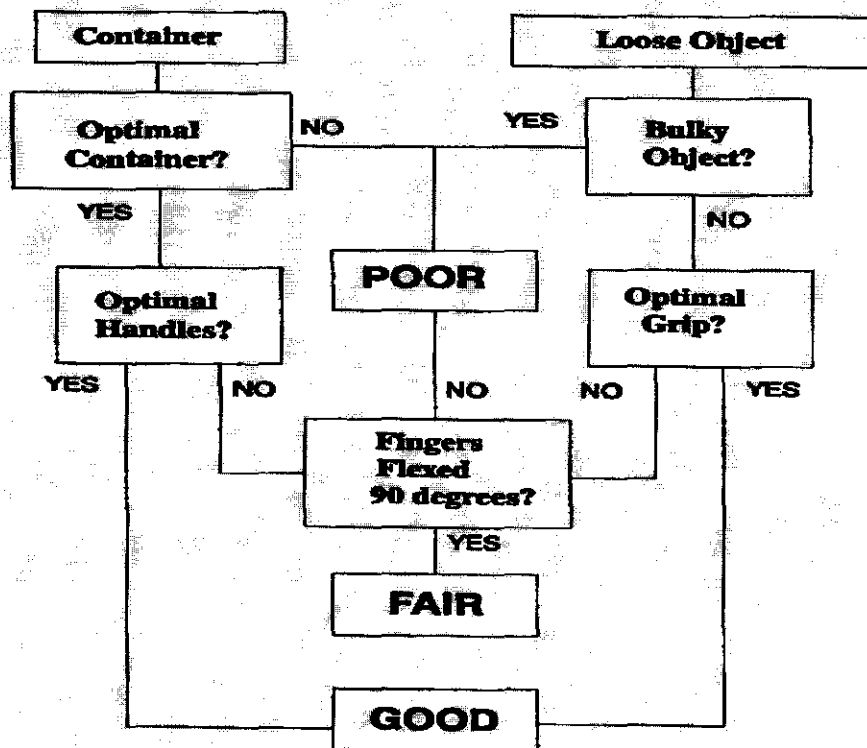 Container
Loose Object
Optimal
Container?
NO
YES
Bulky
Object?
YES
NO
POOR
Optimal
Handles?
Optimal
Grip?
YES
NO
NO
NO
YES
Fingers
Flexed
90 degrees?
YES
FAIR
GOOD